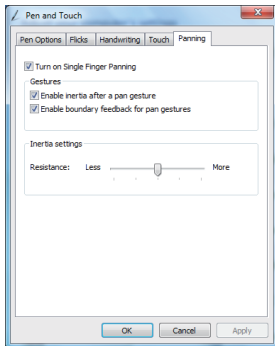 Pen and Touch
Pen Options Flicks Handwriting Touch Panning
Turn on Single Finger Panning
Gestures
Enable inertia after a pan gesture
Enable boundary feedback for pan gestures
Inertia settings
Resistance: Less More
OK Cancel Apply